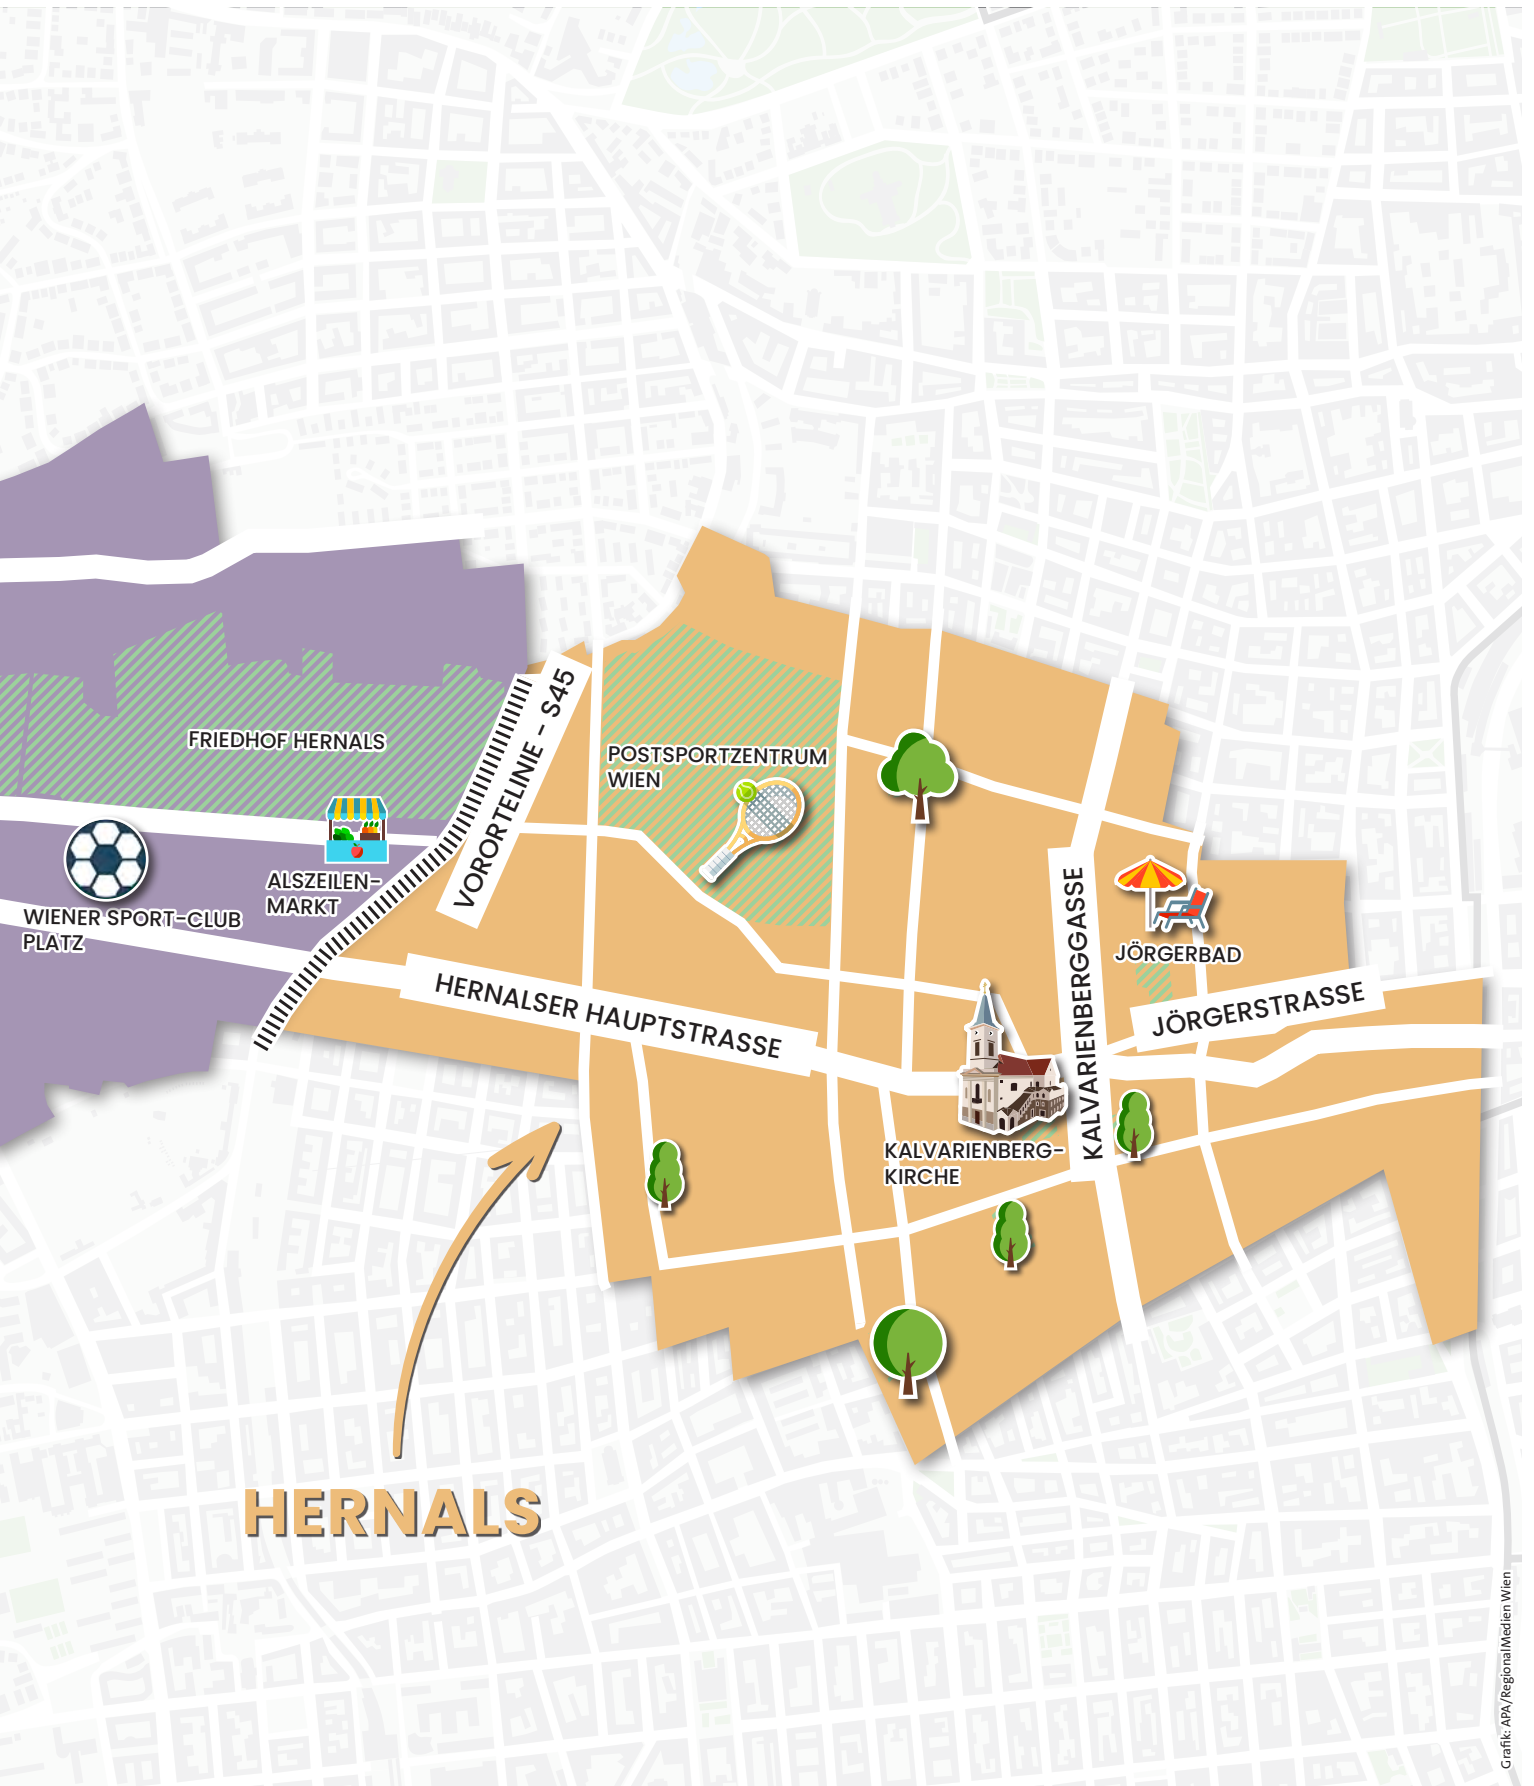 VORORTELINIE - S45
FRIEDHOF HERNALS
POSTSPORTZENTRUM
WIEN
ALSZEILEN-
MARKT
WIENER SPORT-CLUB
PLATZ
HERNALSER HAUPTSTRASSE
KALVARIENBERGGASSE
JÖRGERBAD
JÖRGERSTRASSE
KALVARIENBERG-
KIRCHE
HERNALS
Grafik: APA/RegionalMedien Wien